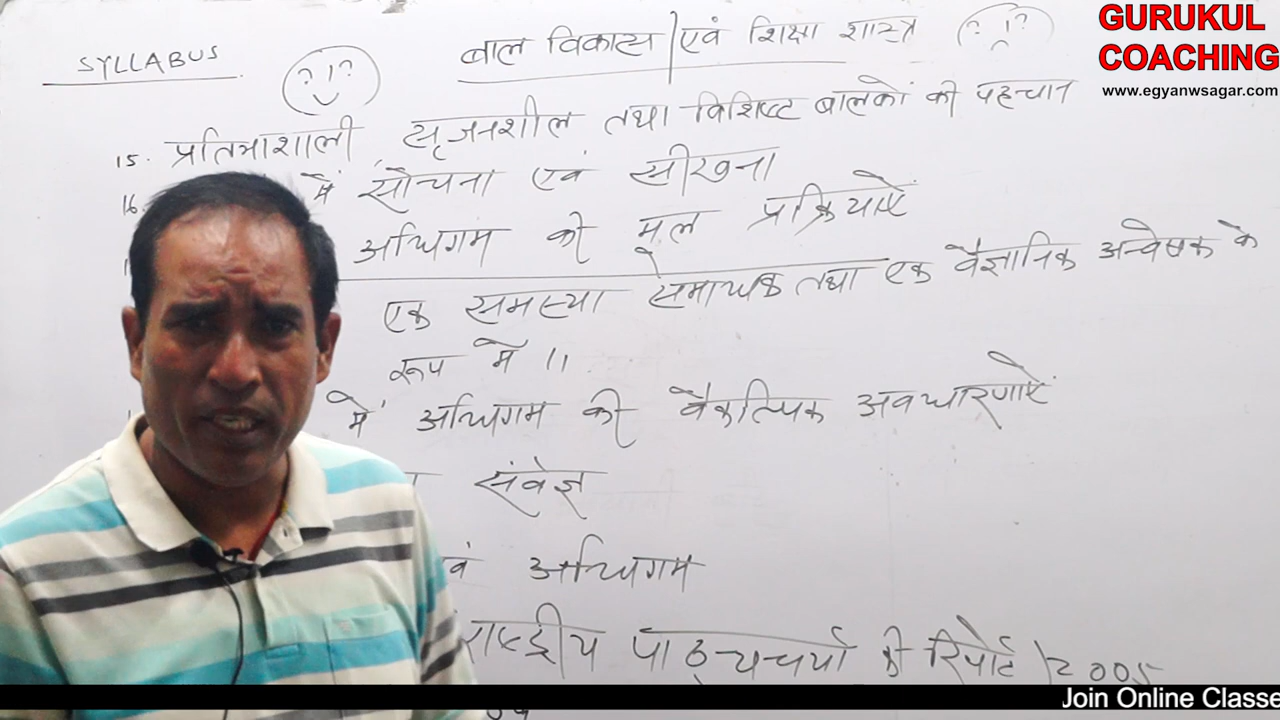 GURUKUL
COACHING
www.egyanwsagar.com
SYLLABUS
बाल विकास एवं शिक्षा शास्त्र
15. प्रतिभाशाली सृजनशील तथा विशिष्ट बालकों की पहचान
16. में सोचना एवं सीखना
अधिगम की मूल प्रक्रियाएें
एक समस्या समाधक तथा एक वैज्ञानिक अन्वेषक के
रूप में ।।
में अधिगम की वैकल्पिक अवधारणाऐं
संवेज्ञ
एवं अधिगम
राष्ट्रीय पाठ्यचर्या की रिपोर्ट 2005
Join Online Classe